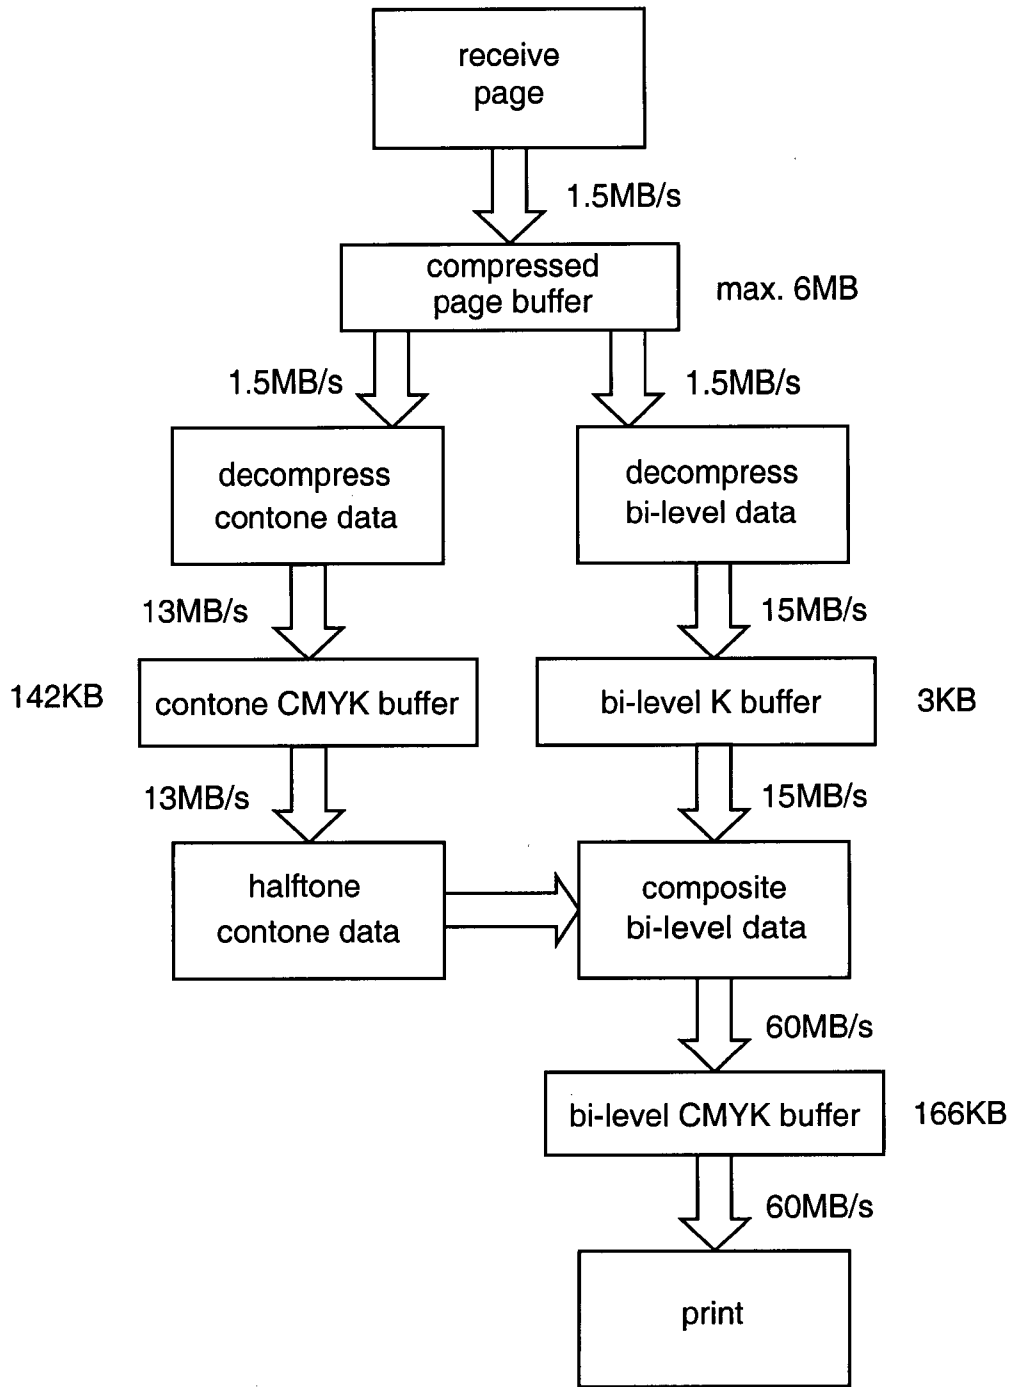 receive
page
1.5MB/s
compressed
page buffer
max. 6MB
1.5MB/s
1.5MB/s
decompress
contone data
decompress
bi-level data
13MB/s
15MB/s
142KB
contone CMYK buffer
bi-level K buffer
3KB
13MB/s
15MB/s
halftone
contone data
composite
bi-level data
60MB/s
bi-level CMYK buffer
166KB
60MB/s
print